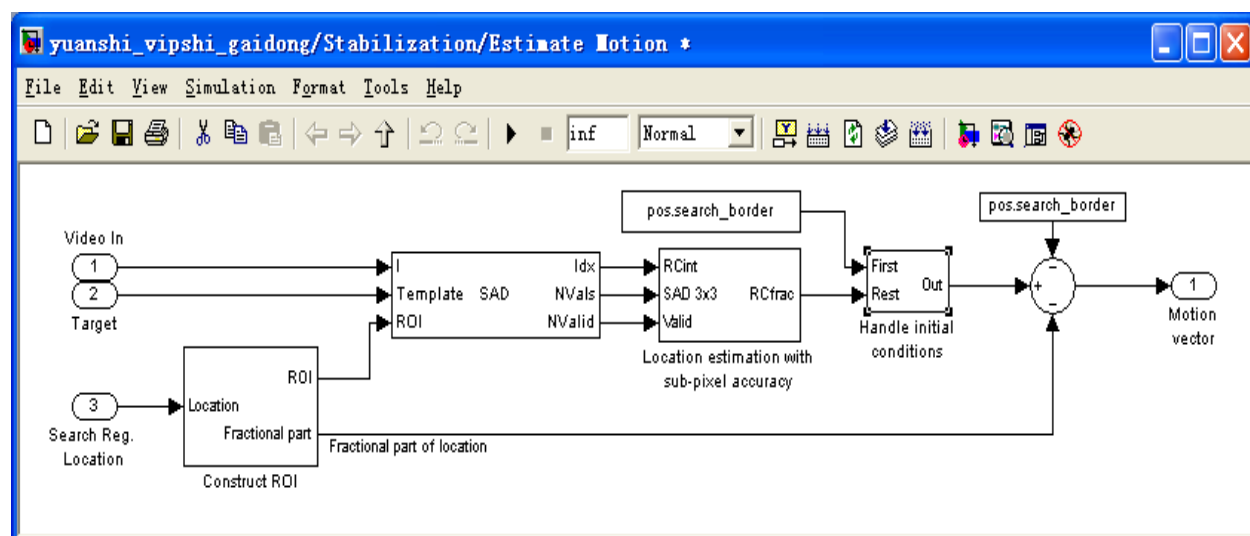 yuanshi_vipshi_gaidong/Stabilization/Estimate Motion *
File Edit View Simulation Format Tools Help
inf Normal
pos.search_border
pos.search_border
Video In
1
2
Target
I
Template SAD
ROI
Idx
NVals
NValid
RCint
SAD 3x3 RCfrac
Valid
Location estimation with
sub-pixel accuracy
First
Rest
Out
Handle initial
conditions
+
−
−
1
Motion
vector
3
Search Reg.
Location
ROI
Location
Fractional part
Construct ROI
Fractional part of location